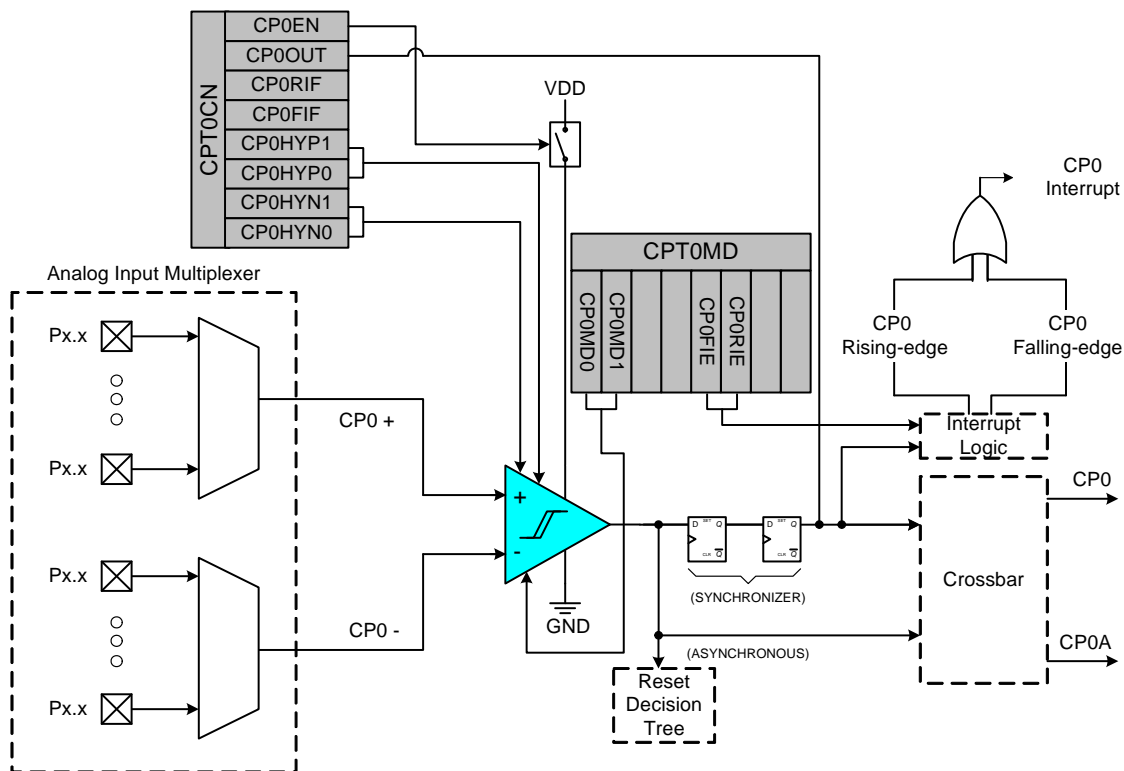 CPT0CN
CP0EN
CP0OUT
CP0RIF
CP0FIF
CP0HYP1
CP0HYP0
CP0HYN1
CP0HYN0
VDD
CP0
Interrupt
CPT0MD
CP0MD0
CP0MD1
CP0FIE
CP0RIE
CP0
Rising-edge
CP0
Falling-edge
Interrupt
Logic
Analog Input Multiplexer
Px.x
Px.x
CP0 +
Px.x
Px.x
CP0 -
+
-
GND
D SET Q
CLR Q
D SET Q
CLR Q
(SYNCHRONIZER)
(ASYNCHRONOUS)
Reset
Decision
Tree
Crossbar
CP0
CP0A